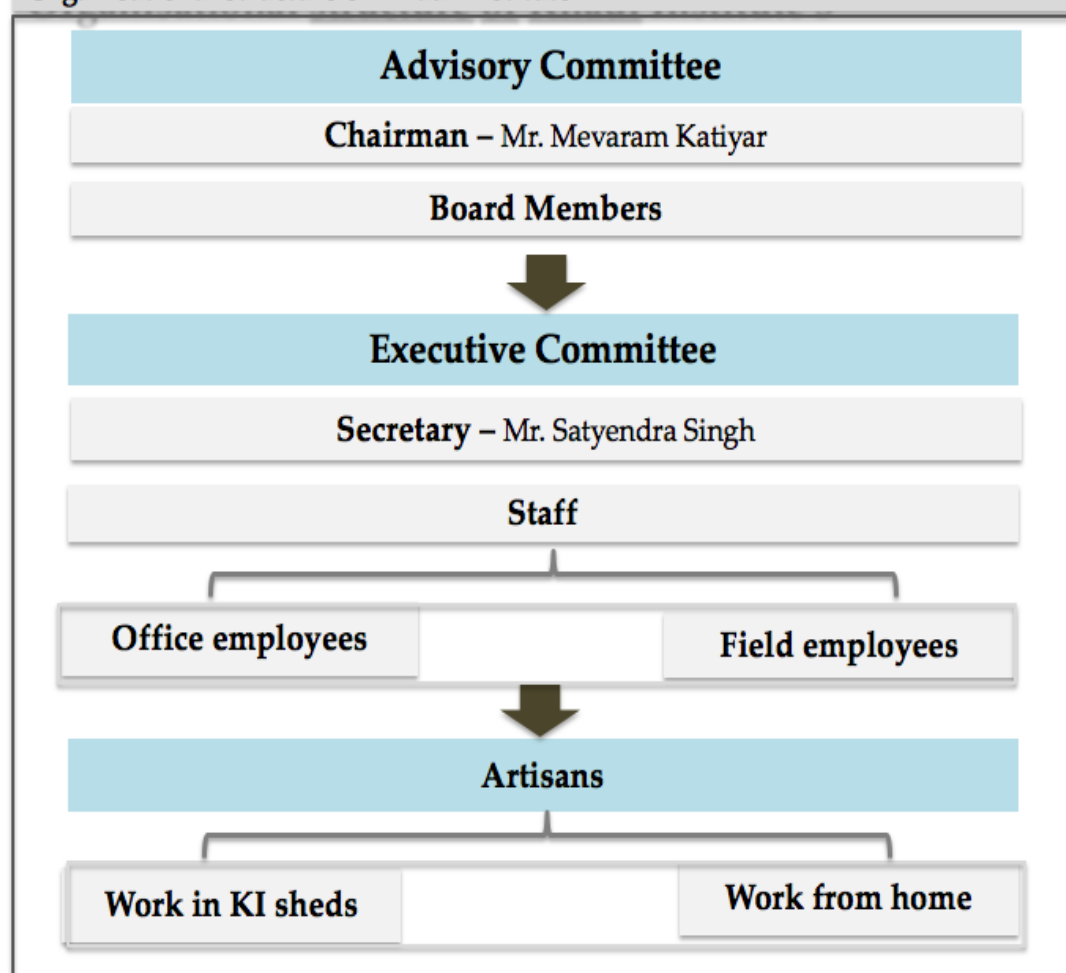 Advisory Committee
Chairman – Mr. Mevaram Katiyar
Board Members
Executive Committee
Secretary – Mr. Satyendra Singh
Staff
Office employees
Field employees
Artisans
Work in KI sheds
Work from home